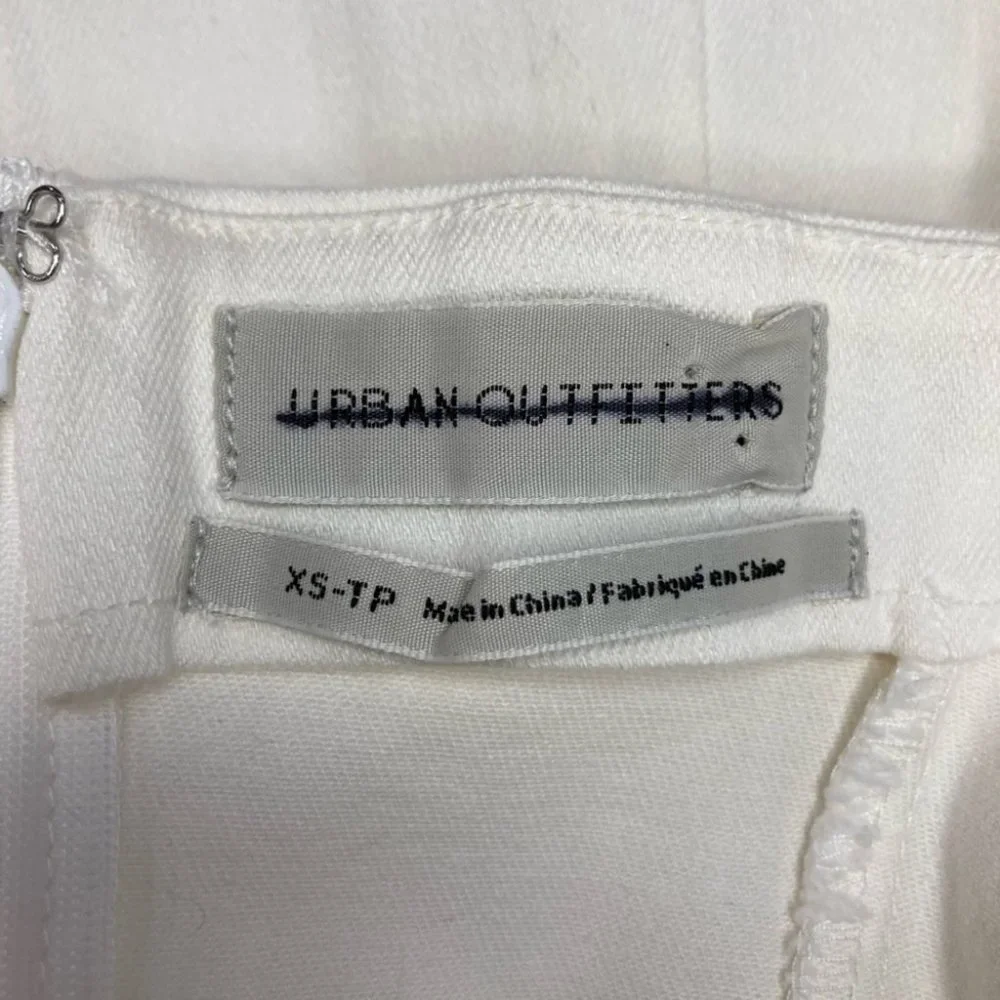 URBAN OUTFITTERS
XS-TP Mae in China / Fabriqué en Chine